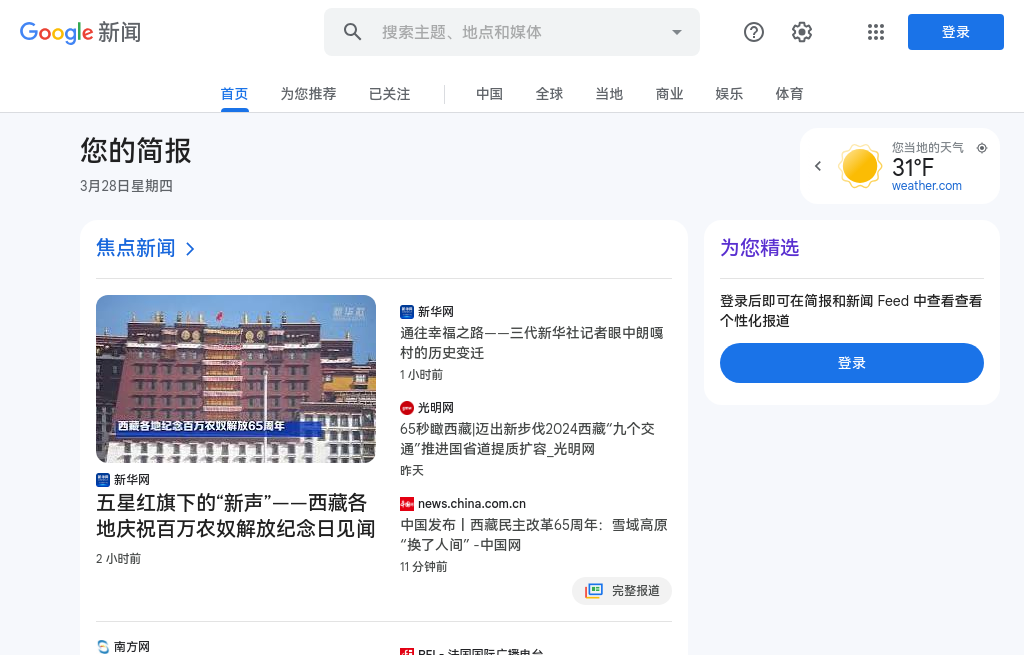 Google 新闻
搜索主题、地点和媒体
登录
首页 为您推荐 已关注 中国 全球 当地 商业 娱乐 体育
您的简报
3月28日星期四
您当地的天气
31°F
weather.com
焦点新闻
新华社
西藏各地纪念百万农奴解放65周年
新华网
五星红旗下的“新声”——西藏各
地庆祝百万农奴解放纪念日见闻
2 小时前
新华网
通往幸福之路——三代新华社记者眼中朗嘎
村的历史变迁
1 小时前
光明网
65秒瞰西藏|迈出新步伐2024西藏“九个交
通”推进国省道提质扩容_光明网
昨天
news.china.com.cn
中国发布丨西藏民主改革65周年：雪域高原
“换了人间” -中国网
11 分钟前
完整报道
南方网
RFI - 法国国际广播电台
为您精选
登录后即可在简报和新闻 Feed 中查看查看
个性化报道
登录